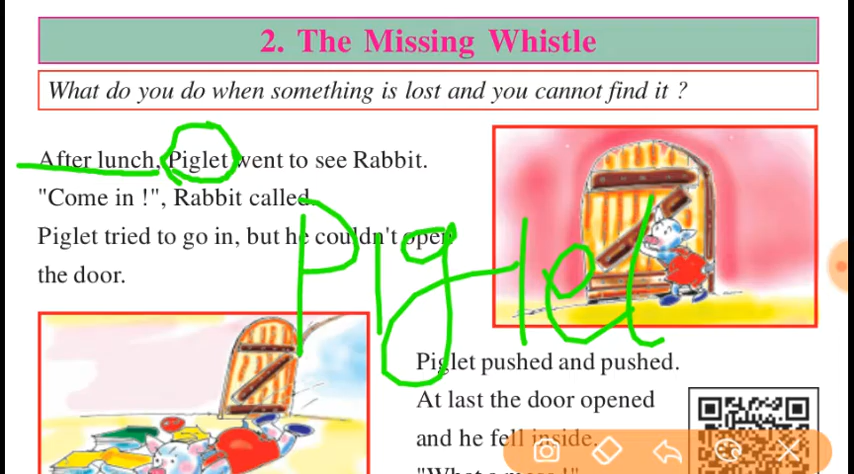 2. The Missing Whistle
What do you do when something is lost and you cannot find it ?
After lunch, Piglet went to see Rabbit.
"Come in !", Rabbit called.
Piglet tried to go in, but he couldn't open
the door.
Piglet
Piglet pushed and pushed.
At last the door opened
and he fell inside.
"What a mess !"